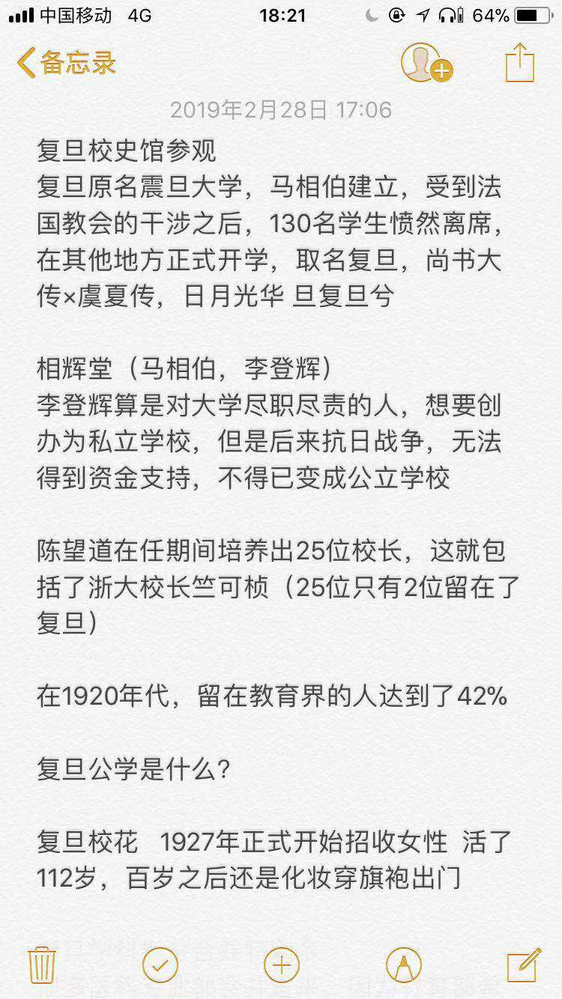 中国移动 4G 18:21 64%
备忘录
2019年2月28日 17:06
复旦校史馆参观
复旦原名震旦大学，马相伯建立，受到法
国教会的干涉之后，130名学生愤然离席，
在其他地方正式开学，取名复旦，尚书大
传×虞夏传，日月光华 旦复旦兮
相辉堂（马相伯，李登辉）
李登辉算是对大学尽职尽责的人，想要创
办为私立学校，但是后来抗日战争，无法
得到资金支持，不得已变成公立学校
陈望道在任期间培养出25位校长，这就包
括了浙大校长竺可桢（25位只有2位留在了
复旦）
在1920年代，留在教育界的人达到了42%
复旦公学是什么？
复旦校花 1927年正式开始招收女性 活了
112岁，百岁之后还是化妆穿旗袍出门